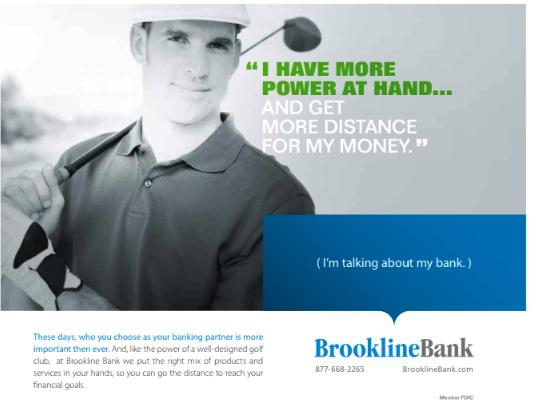 “ I HAVE MORE
POWER AT HAND...
AND GET
MORE DISTANCE
FOR MY MONEY.”
( I’m talking about my bank. )
These days, who you choose as your banking partner is more
important then ever. And, like the power of a well-designed golf
club, at Brookline Bank we put the right mix of products and
services in your hands, so you can go the distance to reach your
financial goals.
BrooklineBank
877-668-2265 BrooklineBank.com
Member FDIC